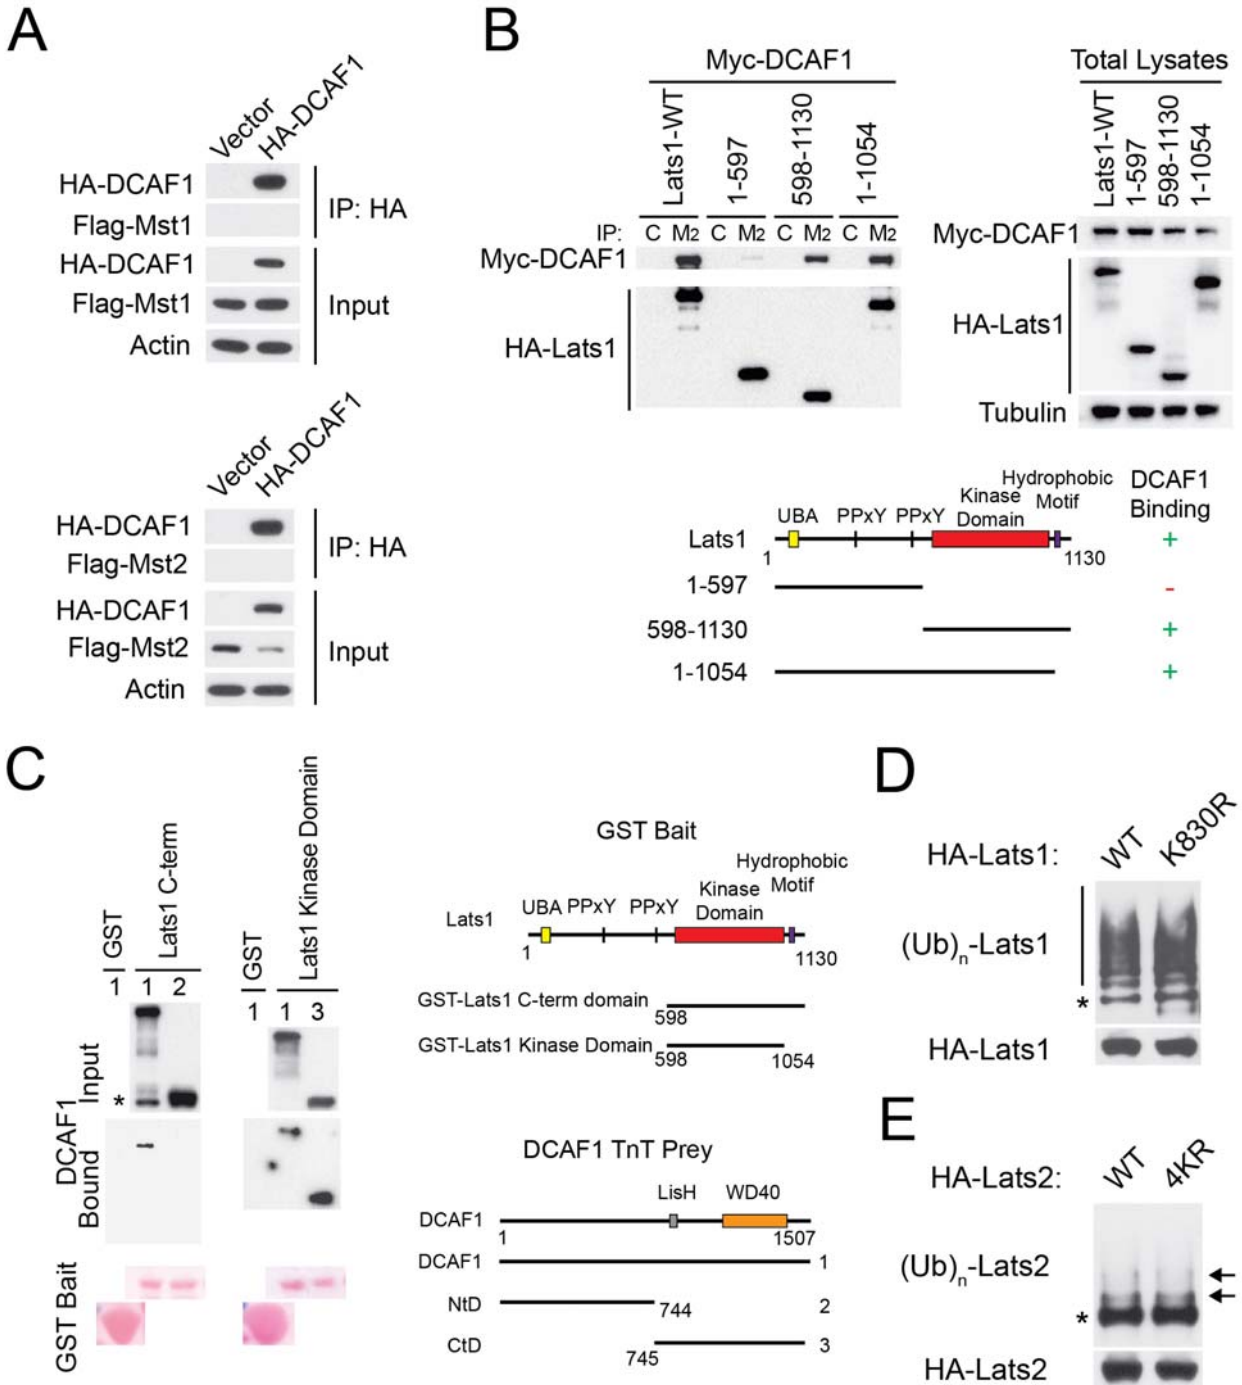 A
Vector
HA-DCAF1
HA-DCAF1
Flag-Mst1
IP: HA
HA-DCAF1
Flag-Mst1
Actin
Input
Vector
HA-DCAF1
HA-DCAF1
Flag-Mst2
IP: HA
HA-DCAF1
Flag-Mst2
Actin
Input
B
Myc-DCAF1
Lats1-WT
1-597
598-1130
1-1054
IP: C M2 C M2 C M2 C M2
Myc-DCAF1
HA-Lats1
Total Lysates
Lats1-WT
1-597
598-1130
1-1054
Myc-DCAF1
HA-Lats1
Tubulin
UBA PPxY PPxY
Kinase
Domain
Hydrophobic
Motif
DCAF1
Binding
Lats1
1
1130
+
1-597
-
598-1130
+
1-1054
+
C
GST
Lats1 C-term
1 1 2
GST
Lats1 Kinase Domain
1 1 3
*
DCAF1
Input
Bound
GST Bait
GST Bait
UBA PPxY PPxY
Kinase
Domain
Hydrophobic
Motif
Lats1
1
1130
GST-Lats1 C-term domain
598
GST-Lats1 Kinase Domain
598
1054
DCAF1 TnT Prey
LisH WD40
DCAF1
1
1507
DCAF1 1
NtD 744 2
CtD 745 3
D
HA-Lats1: WT K830R
(Ub)n-Lats1
*
HA-Lats1
E
HA-Lats2: WT 4KR
(Ub)n-Lats2
*
HA-Lats2